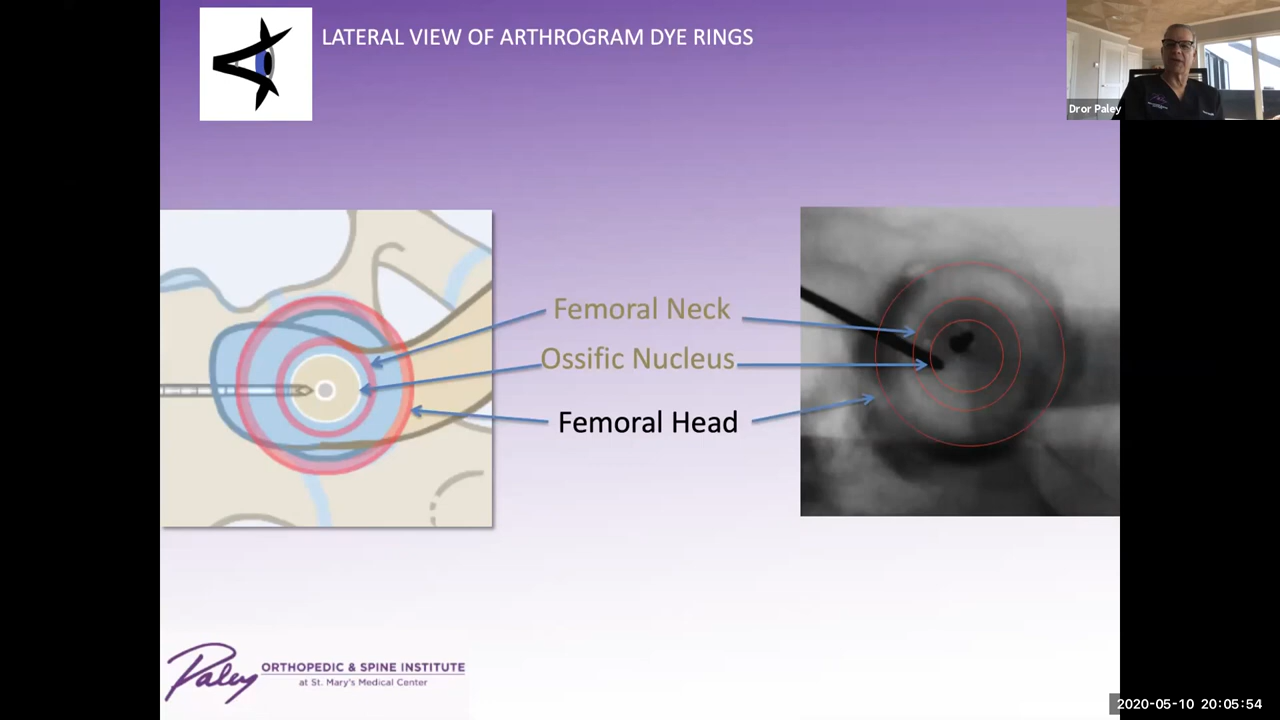 LATERAL VIEW OF ARTHROGRAM DYE RINGS
Dror Paley
Femoral Neck
Ossific Nucleus
Femoral Head
Paley
ORTHOPEDIC & SPINE INSTITUTE
at St. Mary's Medical Center
2020-05-10 20:05:54